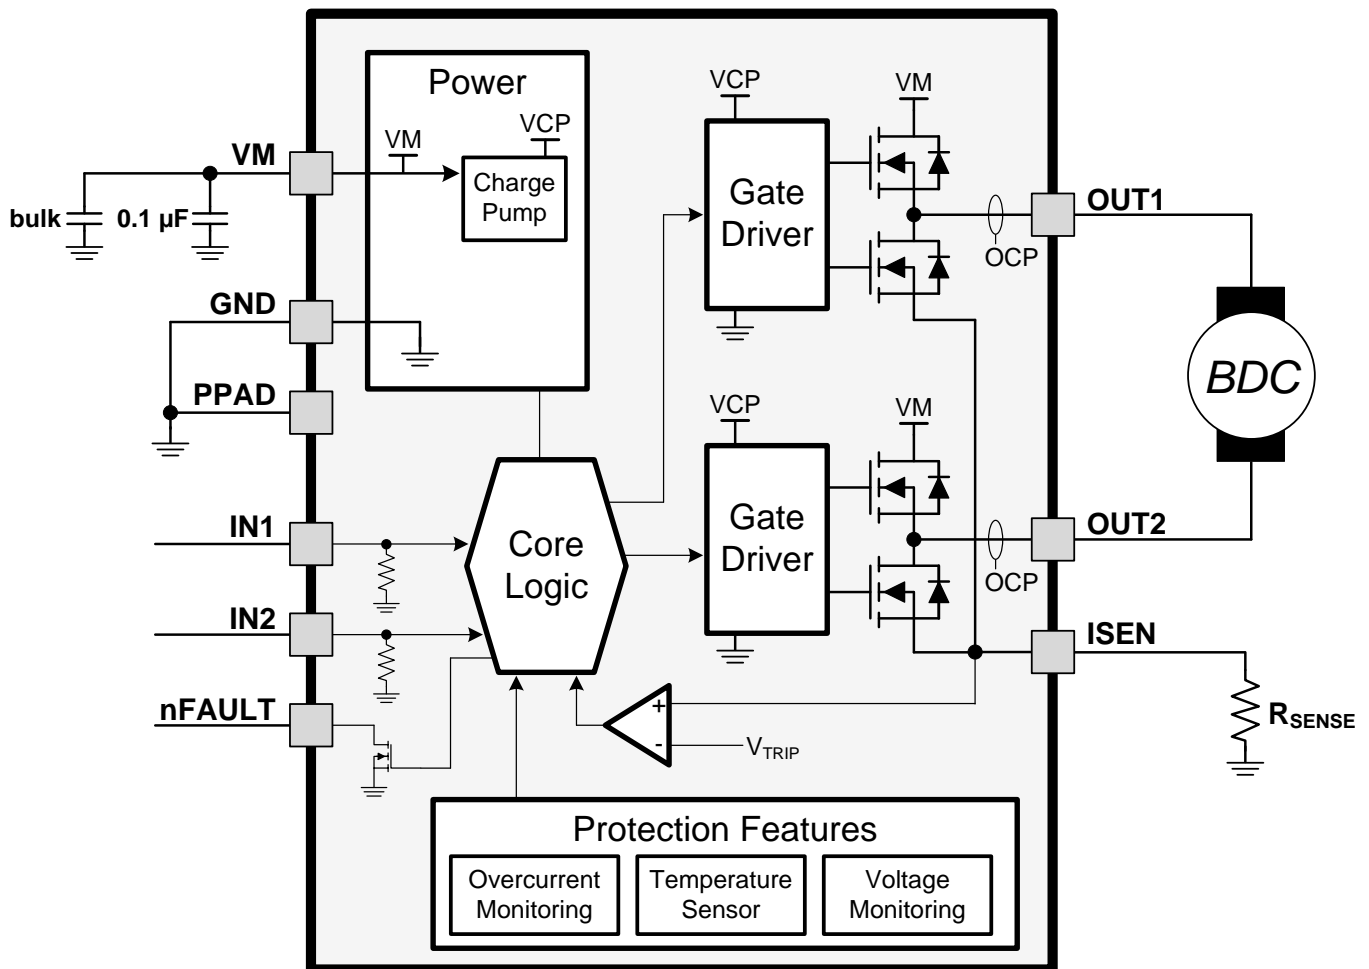 Power
VCP
VM
Charge
Pump
VM
bulk
0.1 µF
GND
PPAD
VCP
VM
Gate
Driver
OCP
OUT1
BDC
VCP
VM
Gate
Driver
OCP
OUT2
IN1
IN2
Core
Logic
ISEN
RSENSE
nFAULT
+
-
VTRIP
Protection Features
Overcurrent
Monitoring
Temperature
Sensor
Voltage
Monitoring